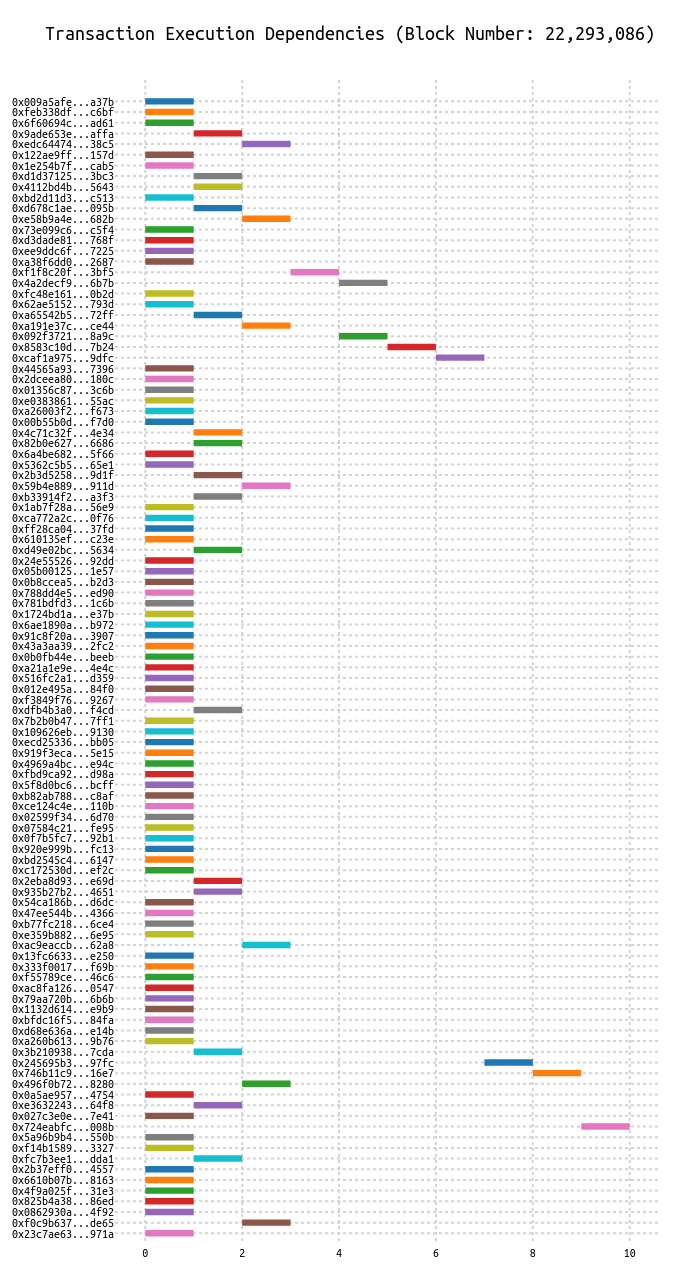 Transaction Execution Dependencies (Block Number: 22,293,086)
0x009a5afe...a37b
0xfeb338df...c6bf
0x6f60694c...ad61
0x9ade653e...affa
0xedc64474...38c5
0x122ae9ff...157d
0x1e254b7f...cab5
0xd1d37125...3bc3
0x4112bd4b...5643
0xbd2d11d3...c513
0xd678c1ae...095b
0xe58b9a4e...682b
0x73e099c6...c5f4
0xd3dade81...768f
0xee9ddc6f...7225
0xa38f6dd0...2687
0xf1f8c20f...3bf5
0x4a2decf9...6b7b
0xfc48e161...0b2d
0x62ae5152...793d
0xa65542b5...72ff
0xa191e37c...ce44
0x092f3721...8a9c
0x8583c10d...7b24
0xcaf1a975...9dfc
0x44565a93...7396
0x2dceea80...180c
0x01356c87...3c6b
0xe0383861...55ac
0xa26003f2...f673
0x00b55b0d...f7d0
0x4c71c32f...4e34
0x82b0e627...6686
0x6a4be682...5f66
0x5362c5b5...65e1
0x2b3d5258...9d1f
0x59b4e889...911d
0xb33914f2...a3f3
0x1ab7f28a...56e9
0xca772a2c...0f76
0xff28ca04...37fd
0x610135ef...c23e
0xd49e02bc...5634
0x24e55526...92dd
0x05b00125...1e57
0x0b8ccea5...b2d3
0x788dd4e5...ed90
0x781bdfd3...1c6b
0x1724bd1a...e37b
0x6ae1890a...b972
0x91c8f20a...3907
0x43a3aa39...2fc2
0x0b0fb44e...beeb
0xa21a1e9e...4e4c
0x516fc2a1...d359
0x012e495a...84f0
0xf3849f76...9267
0xdfb4b3a0...f4cd
0x7b2b0b47...7ff1
0x109626eb...9130
0xecd25336...bb05
0x919f3eca...5e15
0x4969a4bc...e94c
0xfbd9ca92...d98a
0x5f8d0bc6...bcff
0xb82ab788...c8af
0xce124c4e...110b
0x02599f34...6d70
0x07584c21...fe95
0x0f7b5fc7...92b1
0x920e999b...fc13
0xbd2545c4...6147
0xc172530d...ef2c
0x2eba8d93...e69d
0x935b27b2...4651
0x54ca186b...d6dc
0x47ee544b...4366
0xb77fc218...6ce4
0xe359b882...6e95
0xac9eaccb...62a8
0x13fc6633...e250
0x333f0017...f69b
0xf55789ce...46c6
0xac8fa126...0547
0x79aa720b...6b6b
0x1132d614...e9b9
0xbfdc16f5...84fa
0xd68e636a...e14b
0xa260b613...9b76
0x3b210938...7cda
0x245695b3...97fc
0x746b11c9...16e7
0x496f0b72...8280
0x0a5ae957...4754
0xe3632243...64f8
0x027c3e0e...7e41
0x724eabfc...008b
0x5a96b9b4...550b
0xf14b1589...3327
0xfc7b3ee1...dda1
0x2b37eff0...4557
0x6610b07b...8163
0x4f9a025f...31e3
0x825b4a38...86ed
0x0862930a...4f92
0xf0c9b637...de65
0x23c7ae63...971a
0 2 4 6 8 10